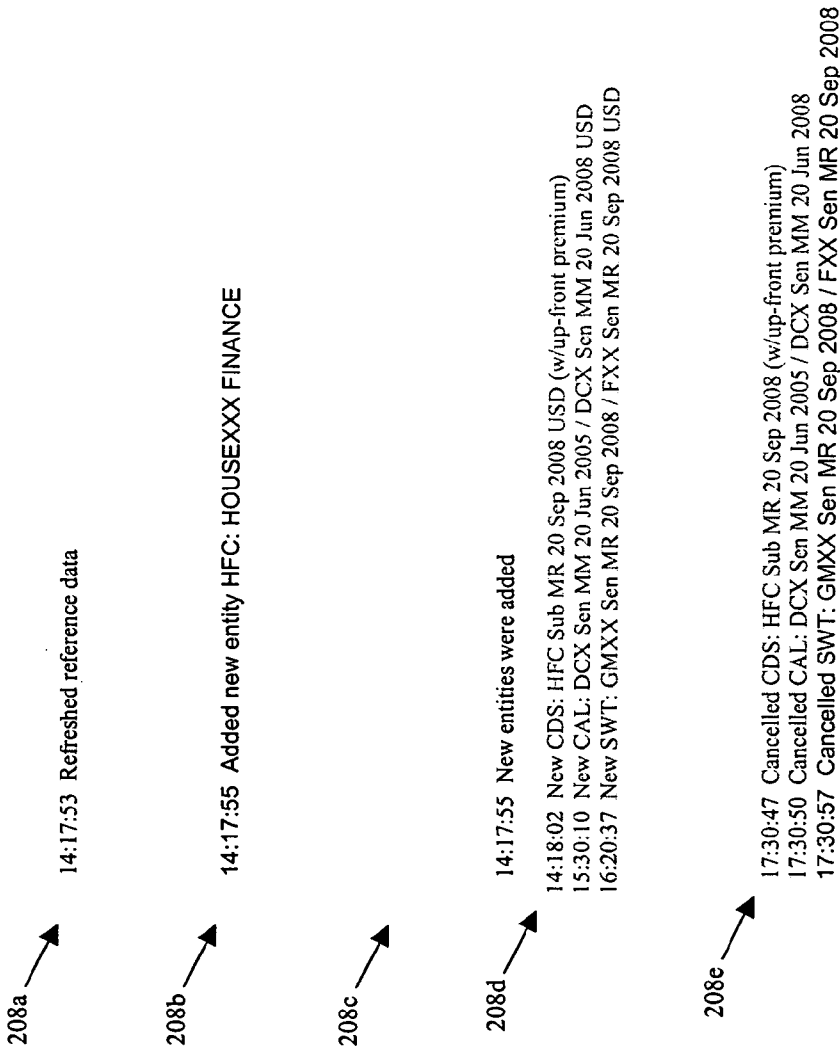 208a
14:17:53 Refreshed reference data
208b
14:17:55 Added new entity HFC: HOUSEXXX FINANCE
208c
14:17:55 New entities were added
208d
14:18:02 New CDS: HFC Sub MR 20 Sep 2008 USD (w/up-front premium)
15:30:10 New CAL: DCX Sen MM 20 Jun 2005 / DCX Sen MM 20 Jun 2008 USD
16:20:37 New SWT: GMXX Sen MR 20 Sep 2008 / FXX Sen MR 20 Sep 2008 USD
208e
17:30:47 Cancelled CDS: HFC Sub MR 20 Sep 2008 (w/up-front premium)
17:30:50 Cancelled CAL: DCX Sen MM 20 Jun 2005 / DCX Sen MM 20 Jun 2008
17:30:57 Cancelled SWT: GMXX Sen MR 20 Sep 2008 / FXX Sen MR 20 Sep 2008